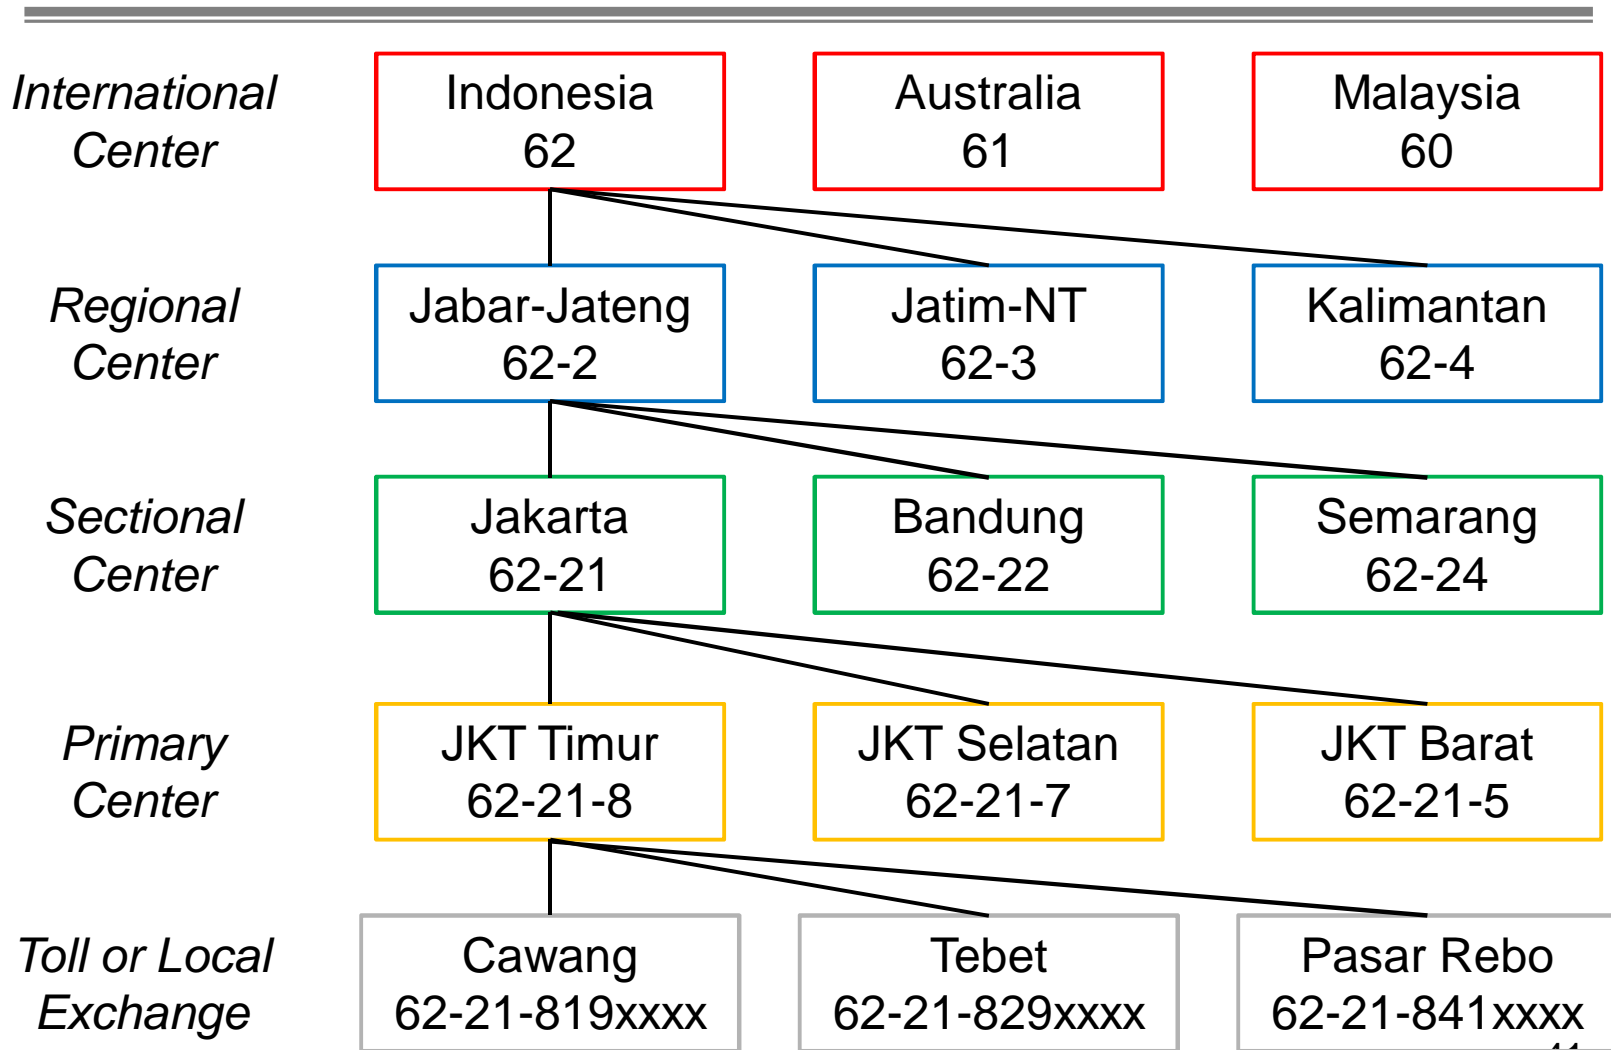 International
Center
Indonesia
62
Australia
61
Malaysia
60
Regional
Center
Jabar-Jateng
62-2
Jatim-NT
62-3
Kalimantan
62-4
Sectional
Center
Jakarta
62-21
Bandung
62-22
Semarang
62-24
Primary
Center
JKT Timur
62-21-8
JKT Selatan
62-21-7
JKT Barat
62-21-5
Toll or Local
Exchange
Cawang
62-21-819xxxx
Tebet
62-21-829xxxx
Pasar Rebo
62-21-841xxxx